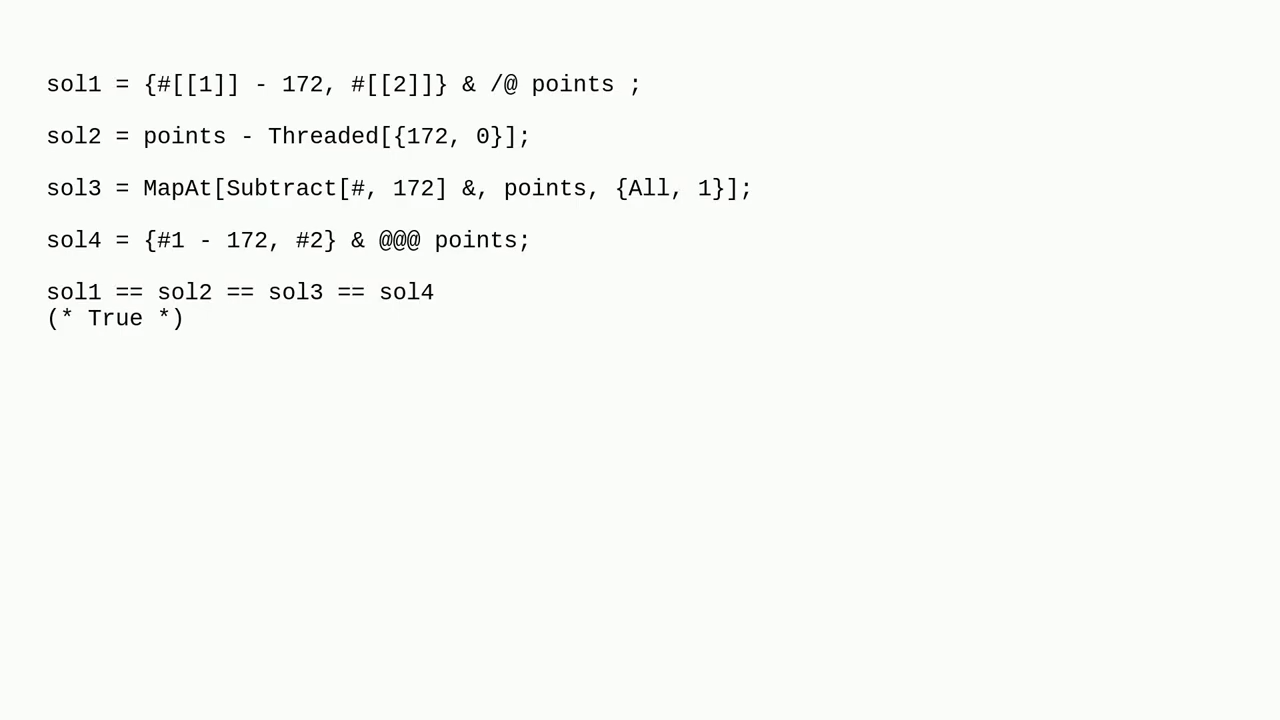 sol1 = {#[[1]] - 172, #[[2]]} & /@ points ;
sol2 = points - Threaded[{172, 0}];
sol3 = MapAt[Subtract[#, 172] &, points, {All, 1}];
sol4 = {#1 - 172, #2} & @@@ points;
sol1 == sol2 == sol3 == sol4
(* True *)